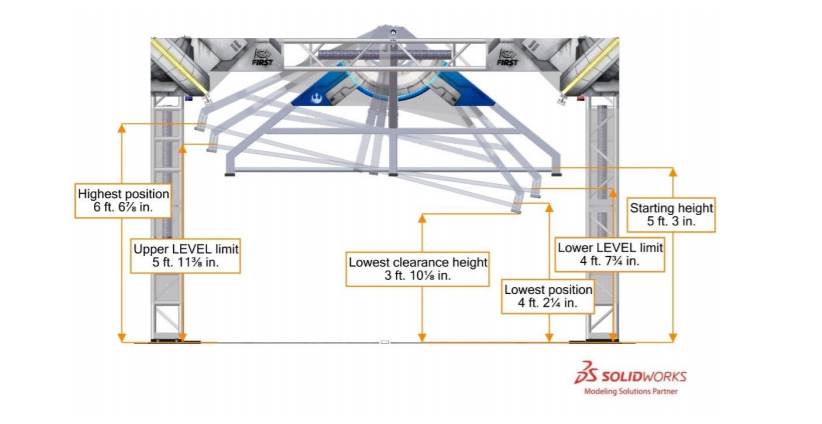 FIRST
FIRST
Highest position
6 ft. 6⅞ in.
Upper LEVEL limit
5 ft. 11⅜ in.
Lowest clearance height
3 ft. 10⅛ in.
Lowest position
4 ft. 2¼ in.
Lower LEVEL limit
4 ft. 7¾ in.
Starting height
5 ft. 3 in.
SOLIDWORKS
Modeling Solutions Partner